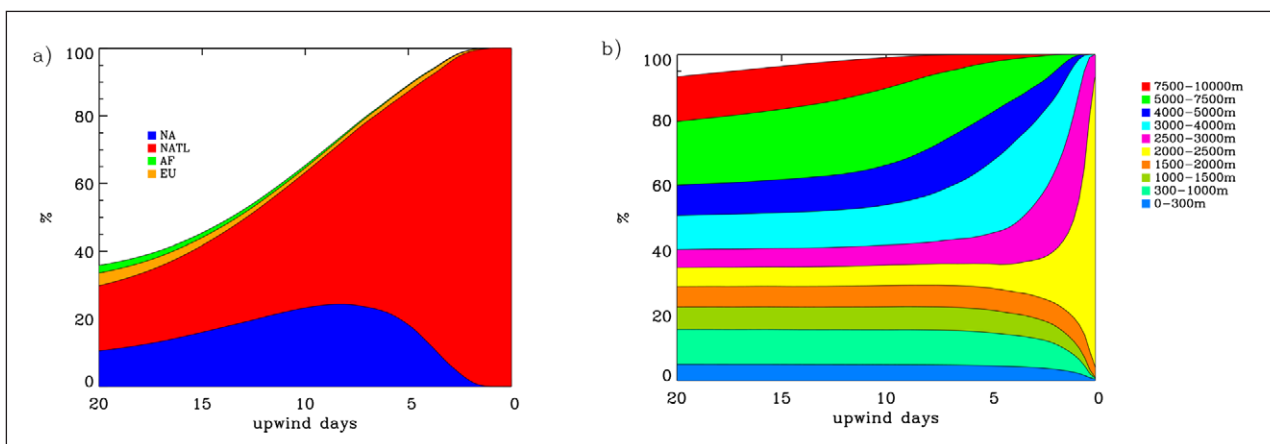 a)
100
80
60
40
20
0
%
NA
NATL
AF
EU
20 15 10 5 0
upwind days
b)
100
80
60
40
20
0
%
20 15 10 5 0
upwind days
7500-10000m
5000-7500m
4000-5000m
3000-4000m
2500-3000m
2000-2500m
1500-2000m
1000-1500m
300-1000m
0-300m